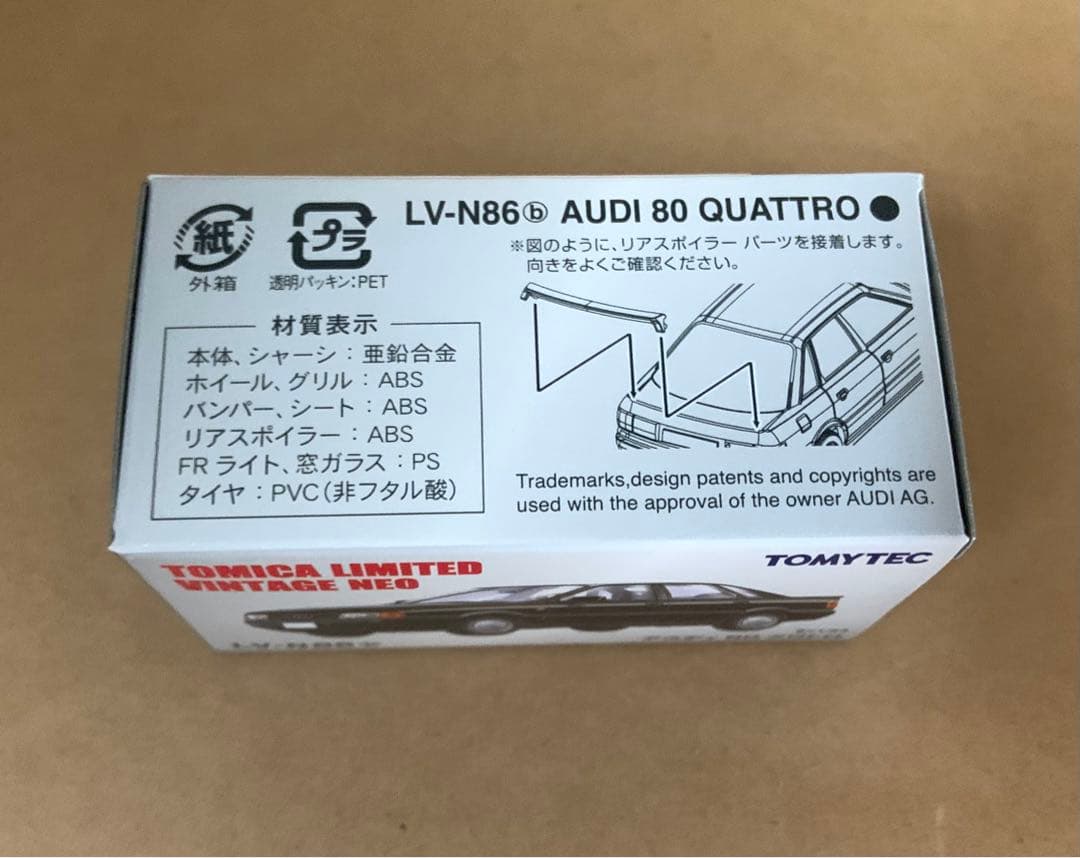 紙
外箱
プラ
透明パッキン:PET
LV-N86ⓑ AUDI 80 QUATTRO ●
※図のように、リアスポイラー パーツを接着します。
向きをよくご確認ください。
材質表示
本体、シャーシ：亜鉛合金
ホイール、グリル：ABS
バンパー、シート：ABS
リアスポイラー：ABS
FRライト、窓ガラス：PS
タイヤ：PVC(非フタル酸)
Trademarks,design patents and copyrights are
used with the approval of the owner AUDI AG.
TOMICA LIMITED
VINTAGE NEO
TOMYTEC